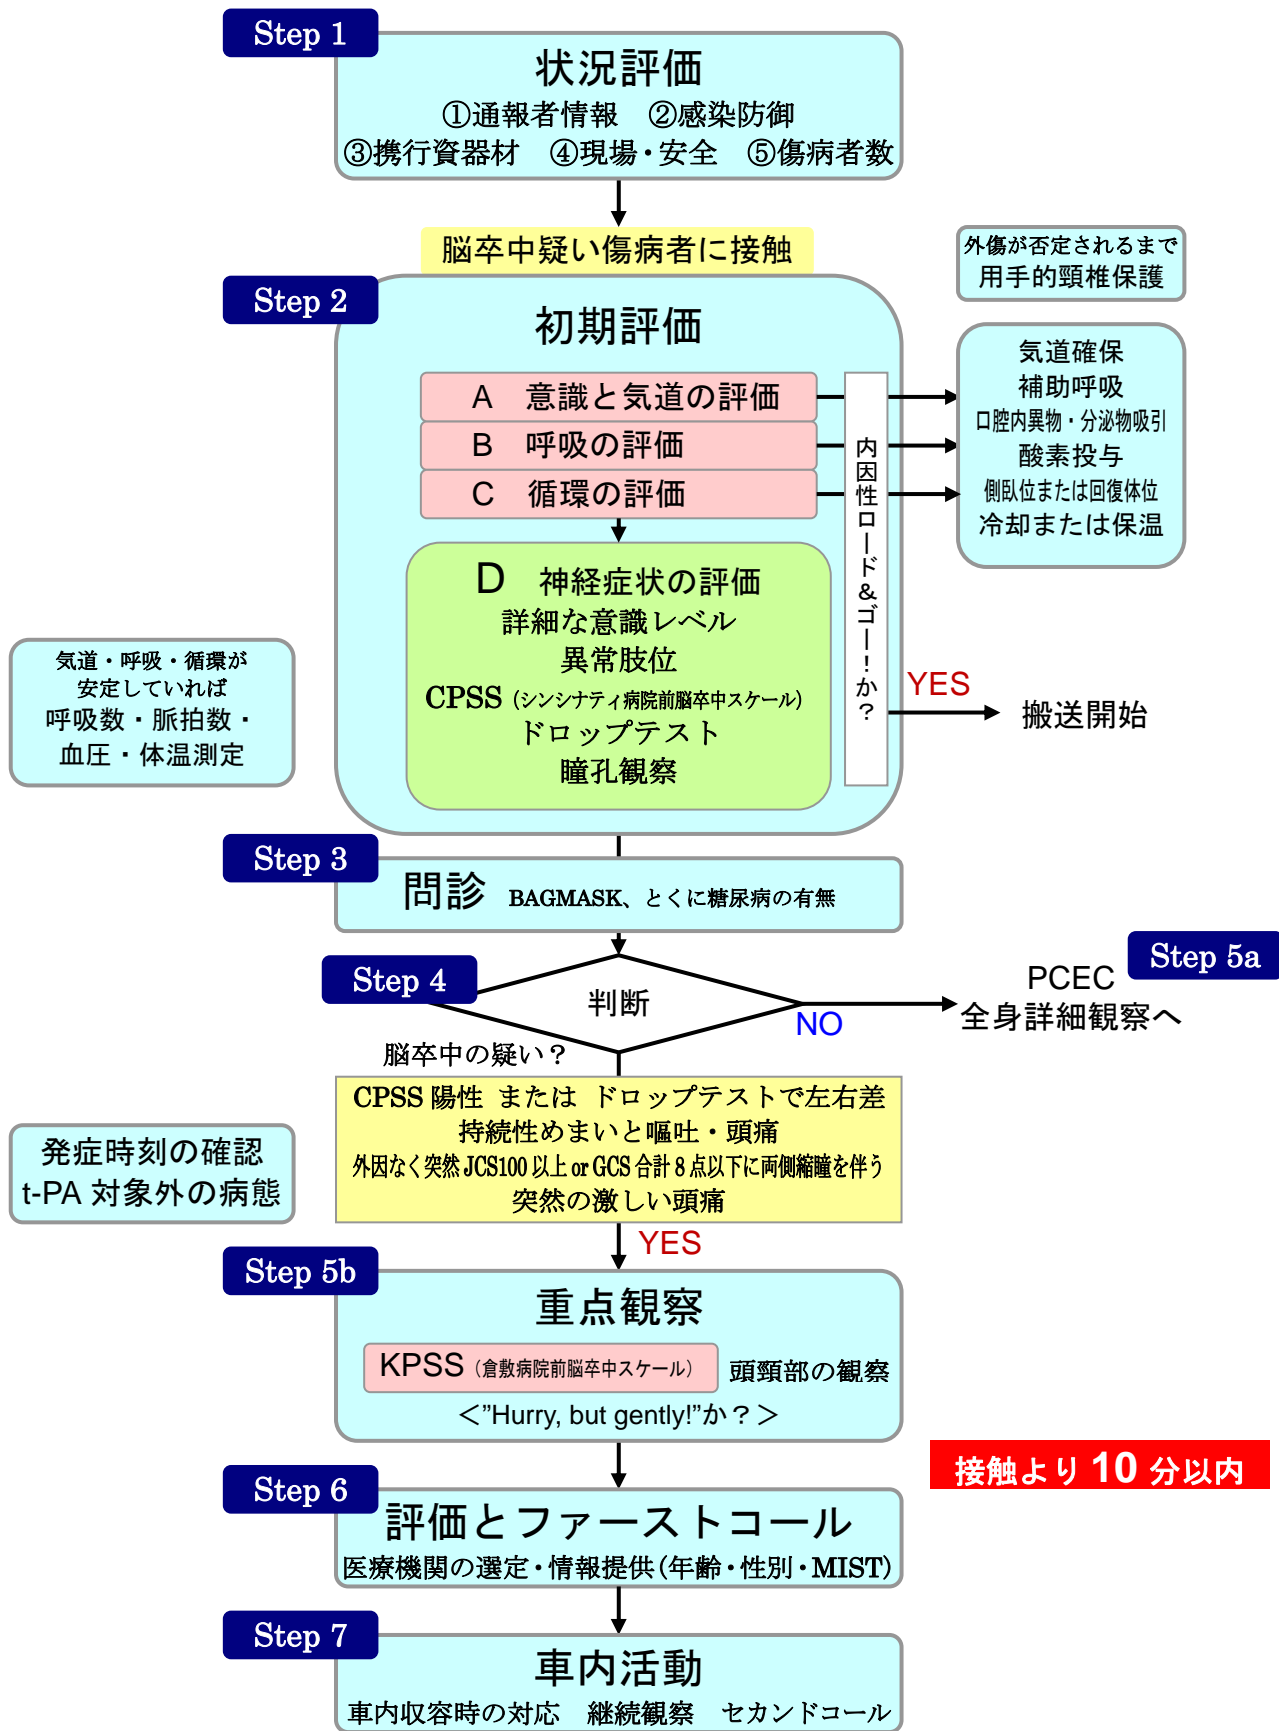 Step 1
状況評価
①通報者情報　②感染防御
③携行資器材　④現場・安全　⑤傷病者数
脳卒中疑い傷病者に接触
外傷が否定されるまで
用手的頸椎保護
Step 2
初期評価
A　意識と気道の評価
B　呼吸の評価
C　循環の評価
内因性ロード＆ゴー！か？
気道確保
補助呼吸
口腔内異物・分泌物吸引
酸素投与
側臥位または回復体位
冷却または保温
D　神経症状の評価
詳細な意識レベル
異常肢位
CPSS（シンシナティ病院前脳卒中スケール）
ドロップテスト
瞳孔観察
気道・呼吸・循環が
安定していれば
呼吸数・脈拍数・
血圧・体温測定
YES
搬送開始
Step 3
問診　BAGMASK、とくに糖尿病の有無
Step 4
判断
NO
Step 5a
PCEC
全身詳細観察へ
脳卒中の疑い？
CPSS 陽性 または ドロップテストで左右差
持続性めまいと嘔吐・頭痛
外因なく突然 JCS100 以上 or GCS 合計 8 点以下に両側縮瞳を伴う
突然の激しい頭痛
発症時刻の確認
t-PA 対象外の病態
YES
Step 5b
重点観察
KPSS（倉敷病院前脳卒中スケール）　頭頸部の観察
＜"Hurry, but gently!"か？＞
接触より 10 分以内
Step 6
評価とファーストコール
医療機関の選定・情報提供（年齢・性別・MIST）
Step 7
車内活動
車内収容時の対応　継続観察　セカンドコール